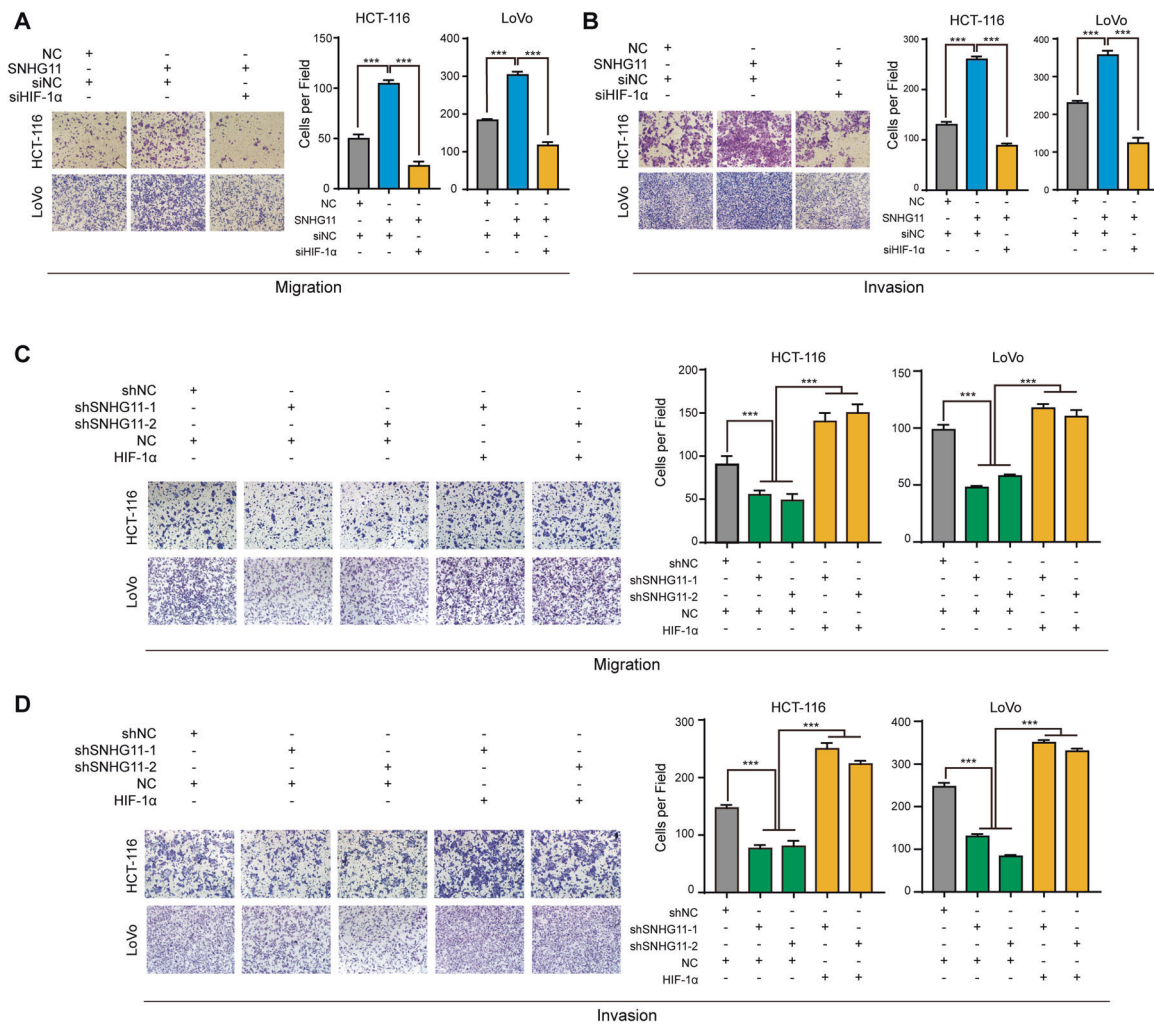 A
HCT-116
LoVo
NC + - -
SNHG11 - + +
siNC + + -
siHIF-1α - - +
HCT-116
LoVo
Cells per Field
150
100
50
0
***
***
400
300
200
100
0
***
***
NC + - - + - -
SNHG11 - + + - + +
siNC + + - + + -
siHIF-1α - - + - - +
Migration
B
HCT-116
LoVo
NC + - -
SNHG11 - + +
siNC + + -
siHIF-1α - - +
HCT-116
LoVo
Cells per Field
300
200
100
0
***
***
400
300
200
100
0
***
***
NC + - - + - -
SNHG11 - + + - + +
siNC + + - + + -
siHIF-1α - - + - - +
Invasion
C
shNC + - - - -
shSNHG11-1 - + - + -
shSNHG11-2 - - + - +
NC + + + - -
HIF-1α - - - + +
HCT-116
LoVo
HCT-116
LoVo
Cells per Field
200
150
100
50
0
***
***
150
100
50
0
***
***
shNC + - - - - + - - - -
shSNHG11-1 - + - + - - + - + -
shSNHG11-2 - - + - + - - + - +
NC + + + - - + + + - -
HIF-1α - - - + + - - - + +
Migration
D
shNC + - - - -
shSNHG11-1 - + - + -
shSNHG11-2 - - + - +
NC + + + - -
HIF-1α - - - + +
HCT-116
LoVo
HCT-116
LoVo
Cells per Field
300
200
100
0
***
***
400
300
200
100
0
***
***
shNC + - - - - + - - - -
shSNHG11-1 - + - + - - + - + -
shSNHG11-2 - - + - + - - + - +
NC + + + - - + + + - -
HIF-1α - - - + + - - - + +
Invasion